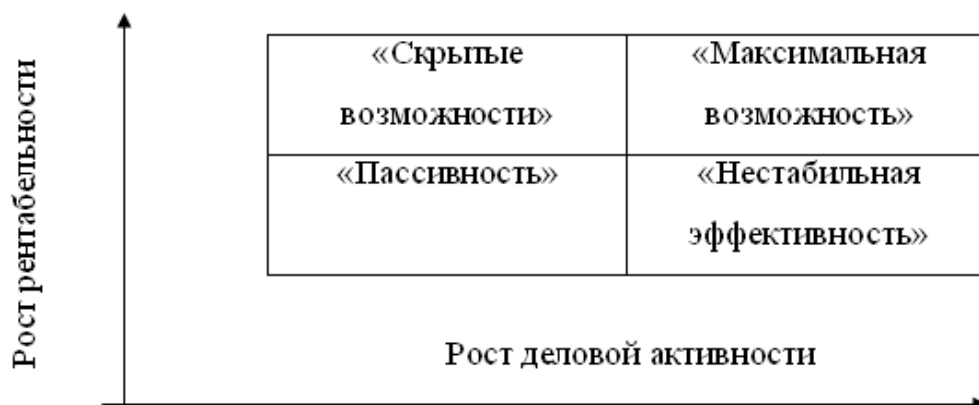 Рост рентабельности
«Скрытые
возможности»
«Максимальная
возможность»
«Пассивность»
«Нестабильная
эффективность»
Рост деловой активности